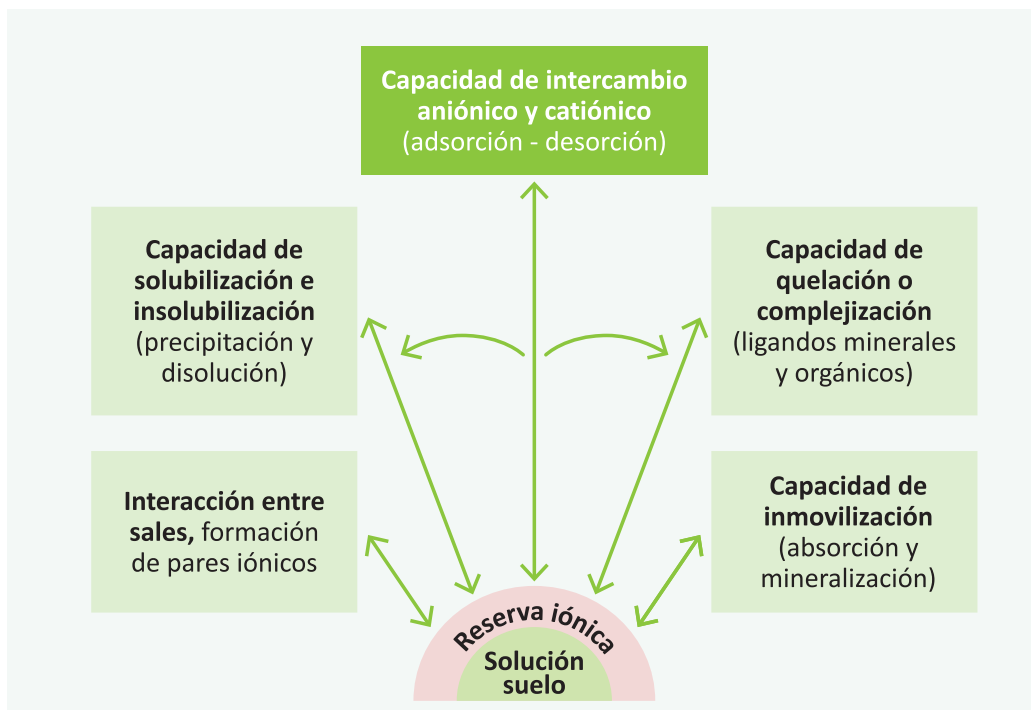 Capacidad de intercambio
aniónico y catiónico
(adsorción - desorción)
Capacidad de
solubilización e
insolubilización
(precipitación y
disolución)
Capacidad de
quelación o
complejización
(ligandos minerales
y orgánicos)
Interacción entre
sales, formación
de pares iónicos
Capacidad de
inmovilización
(absorción y
mineralización)
Reserva iónica
Solución
suelo